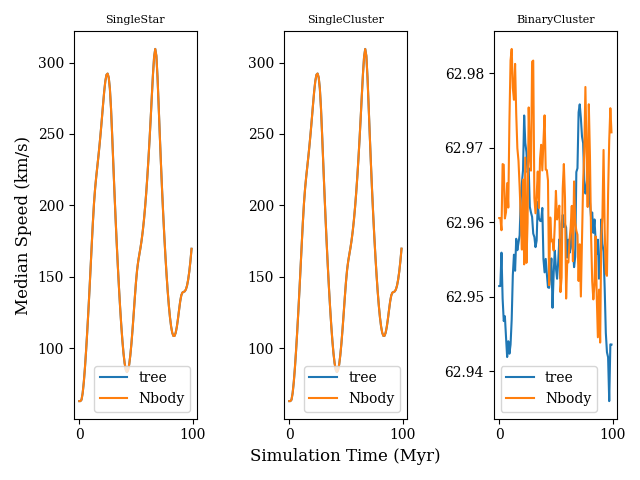 SingleStar
SingleCluster
BinaryCluster
Median Speed (km/s)
300
250
200
150
100
300
250
200
150
100
62.98
62.97
62.96
62.95
62.94
tree
Nbody
tree
Nbody
tree
Nbody
0
100
0
100
0
100
Simulation Time (Myr)